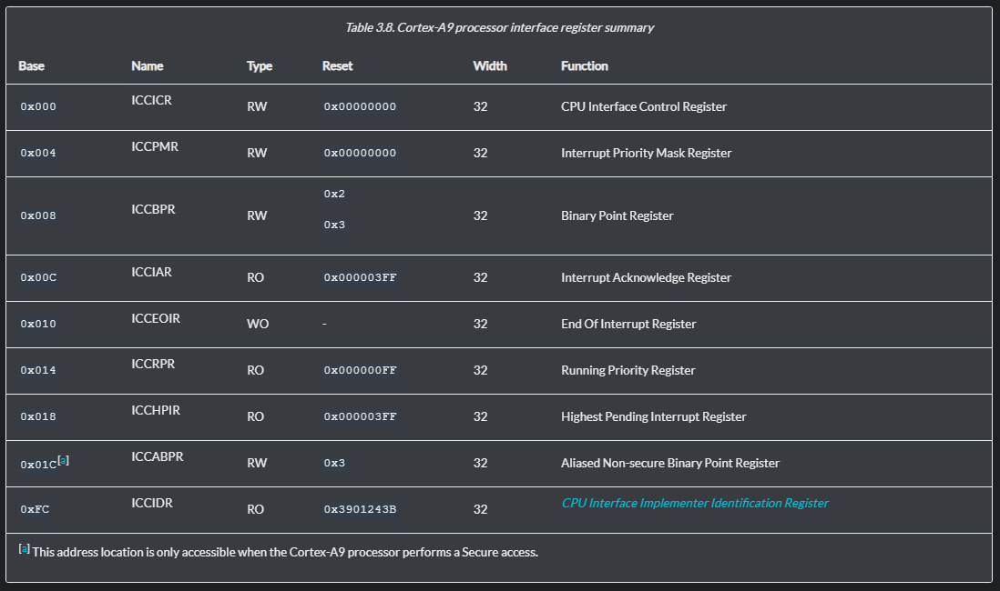 Table 3.8. Cortex-A9 processor interface register summary
Base Name Type Reset Width Function
0x000 ICCICR RW 0x00000000 32 CPU Interface Control Register
0x004 ICCPMR RW 0x00000000 32 Interrupt Priority Mask Register
0x008 ICCBPR RW 0x2 0x3 32 Binary Point Register
0x00C ICCIAR RO 0x000003FF 32 Interrupt Acknowledge Register
0x010 ICCEOIR WO - 32 End Of Interrupt Register
0x014 ICCRPR RO 0x000000FF 32 Running Priority Register
0x018 ICCHPIR RO 0x000003FF 32 Highest Pending Interrupt Register
0x01C[a] ICCABPR RW 0x3 32 Aliased Non-secure Binary Point Register
0xFC ICCIDR RO 0x3901243B 32 CPU Interface Implementer Identification Register
[a] This address location is only accessible when the Cortex-A9 processor performs a Secure access.